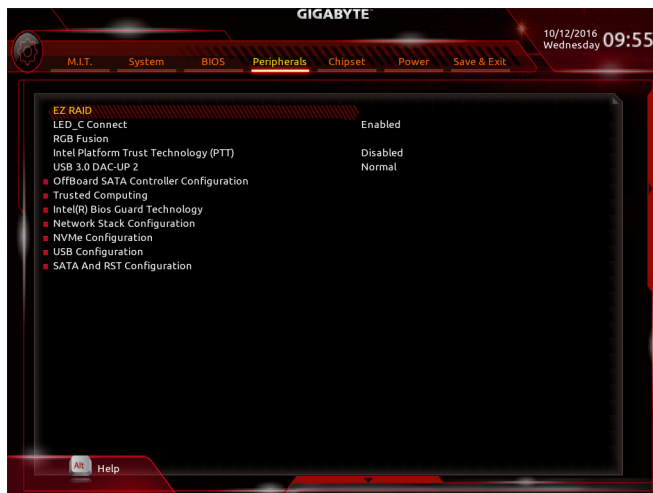 GIGABYTE™
10/12/2016
Wednesday 09:55
M.I.T. System BIOS Peripherals Chipset Power Save & Exit
EZ RAID
LED_C Connect Enabled
RGB Fusion
Intel Platform Trust Technology (PTT) Disabled
USB 3.0 DAC-UP 2 Normal
OffBoard SATA Controller Configuration
Trusted Computing
Intel(R) Bios Guard Technology
Network Stack Configuration
NVMe Configuration
USB Configuration
SATA And RST Configuration
Alt Help